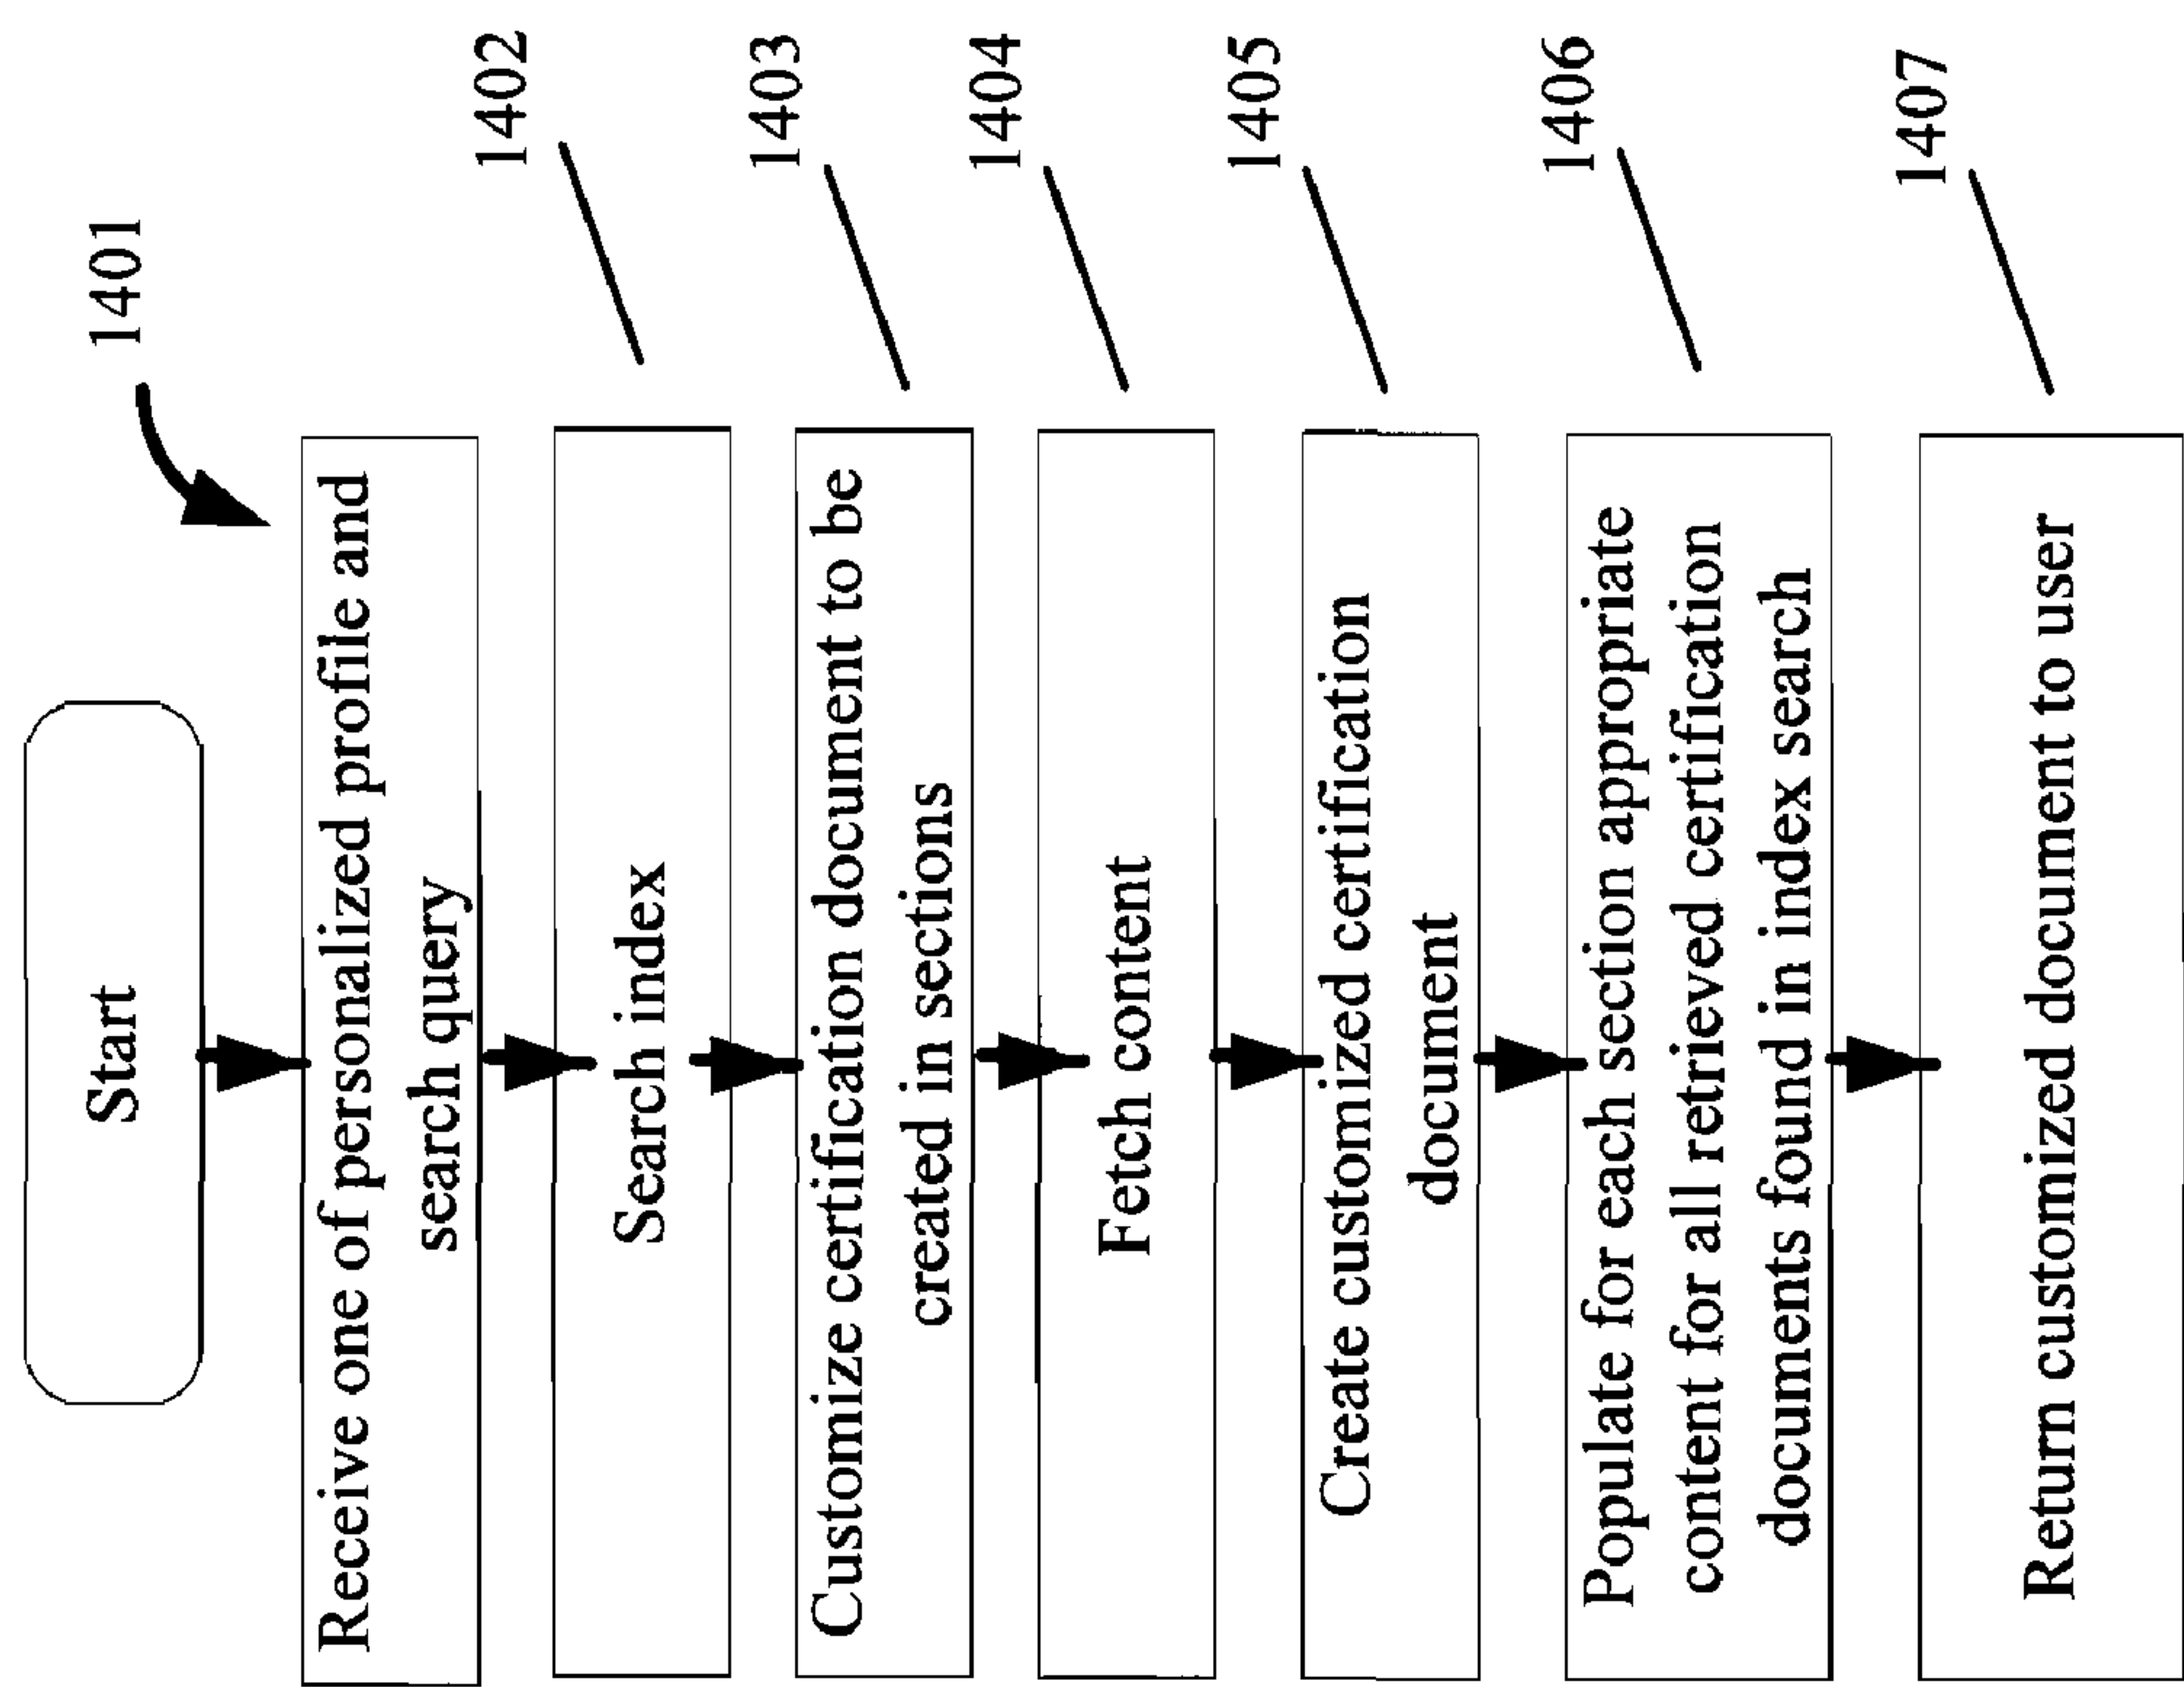 Start
1401
Receive one of personalized profile and
search query
1402
Search index
1403
Customize certification document to be
created in sections
1404
Fetch content
1405
Create customized certification
document
1406
Populate for each section appropriate
content for all retrieved certification
documents found in index search
1407
Return customized document to user